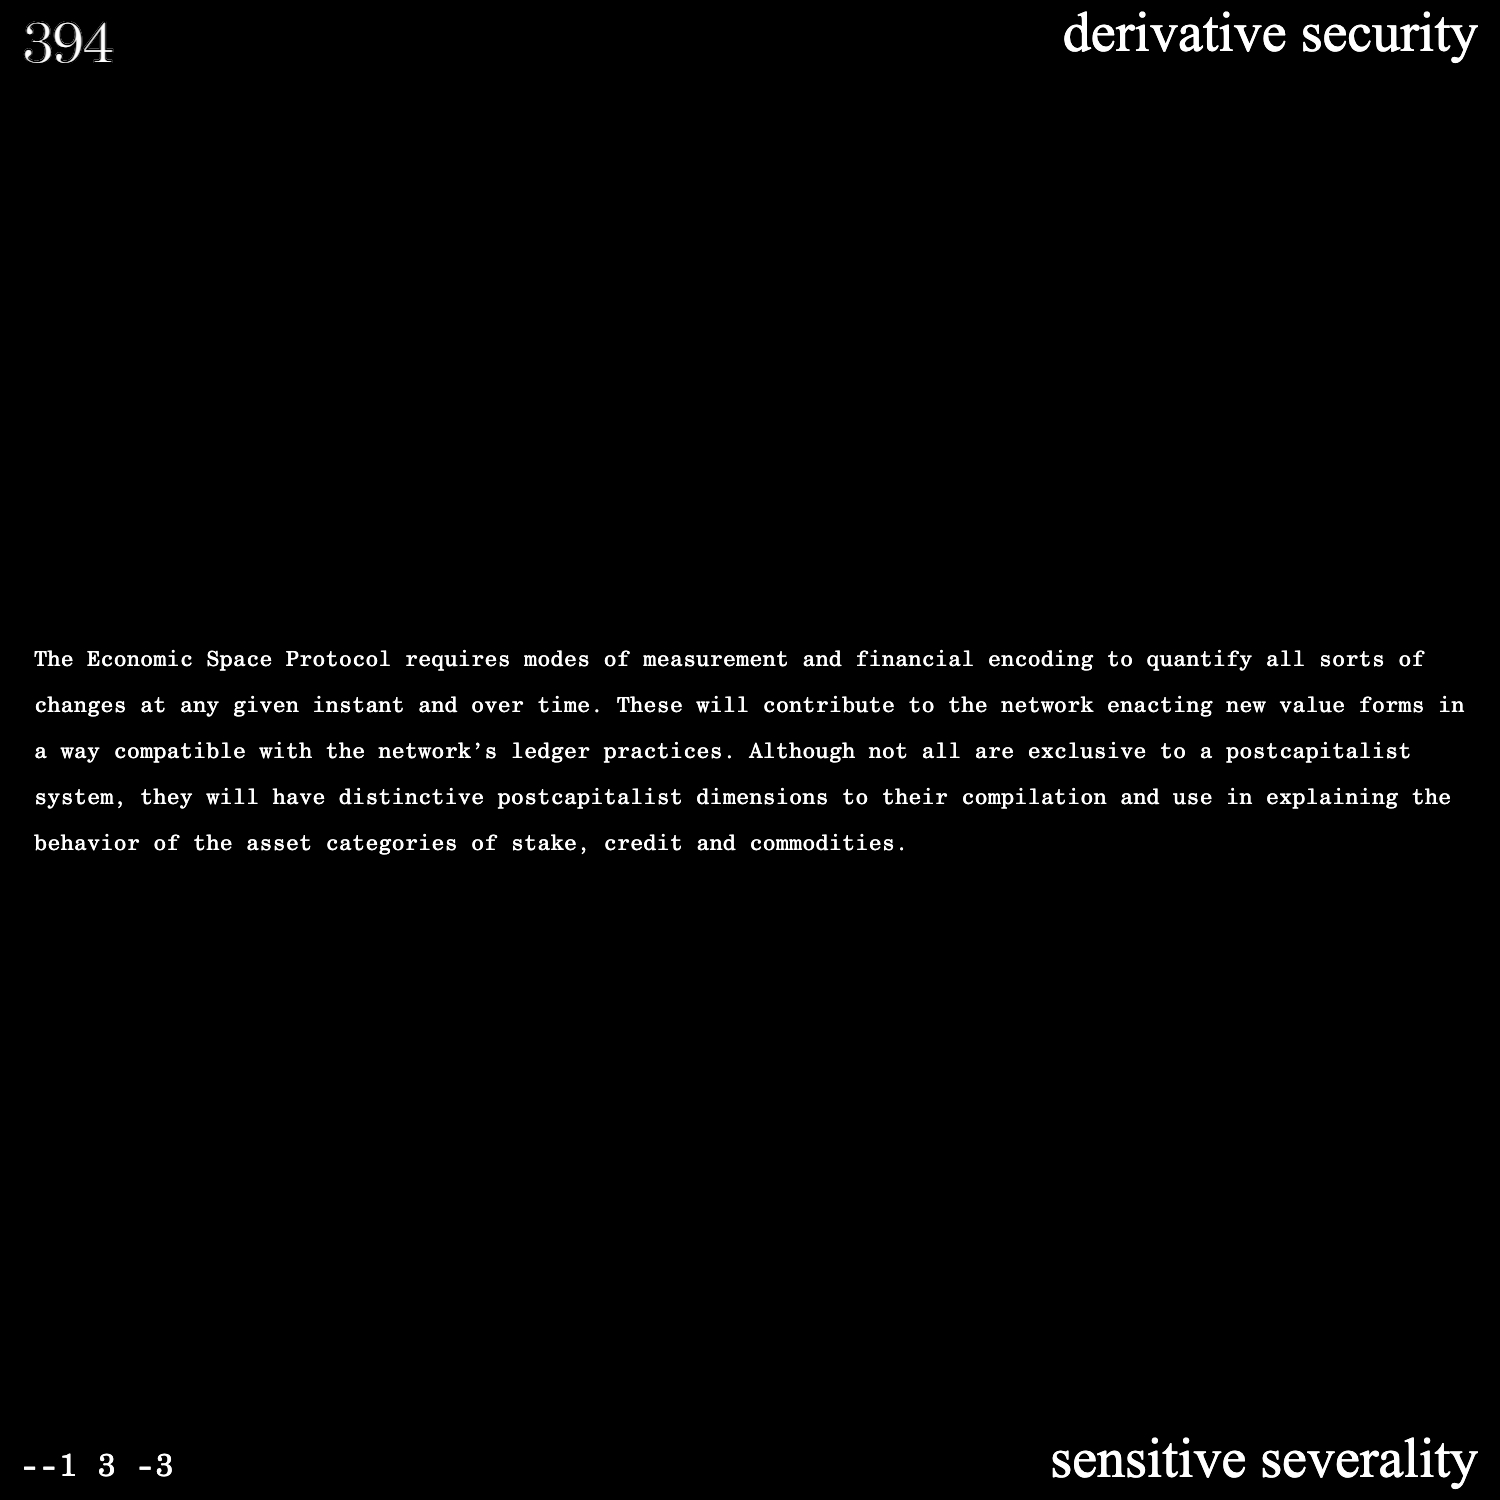 394
derivative security
The Economic Space Protocol requires modes of measurement and financial encoding to quantify all sorts of
changes at any given instant and over time. These will contribute to the network enacting new value forms in
a way compatible with the network’s ledger practices. Although not all are exclusive to a postcapitalist
system, they will have distinctive postcapitalist dimensions to their compilation and use in explaining the
behavior of the asset categories of stake, credit and commodities.
--1 3 -3
sensitive severality